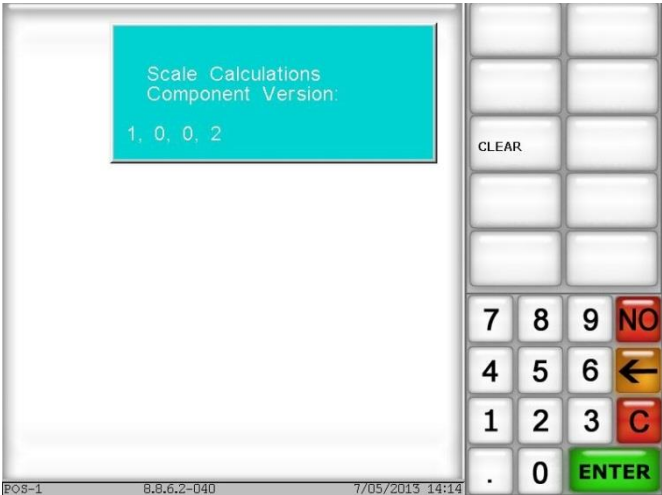 Scale Calculations
Component Version:
1, 0, 0, 2
CLEAR
7 8 9 NO
4 5 6 ←
1 2 3 C
. 0 ENTER
POS-1 8.8.6.2-040 7/05/2013 14:14